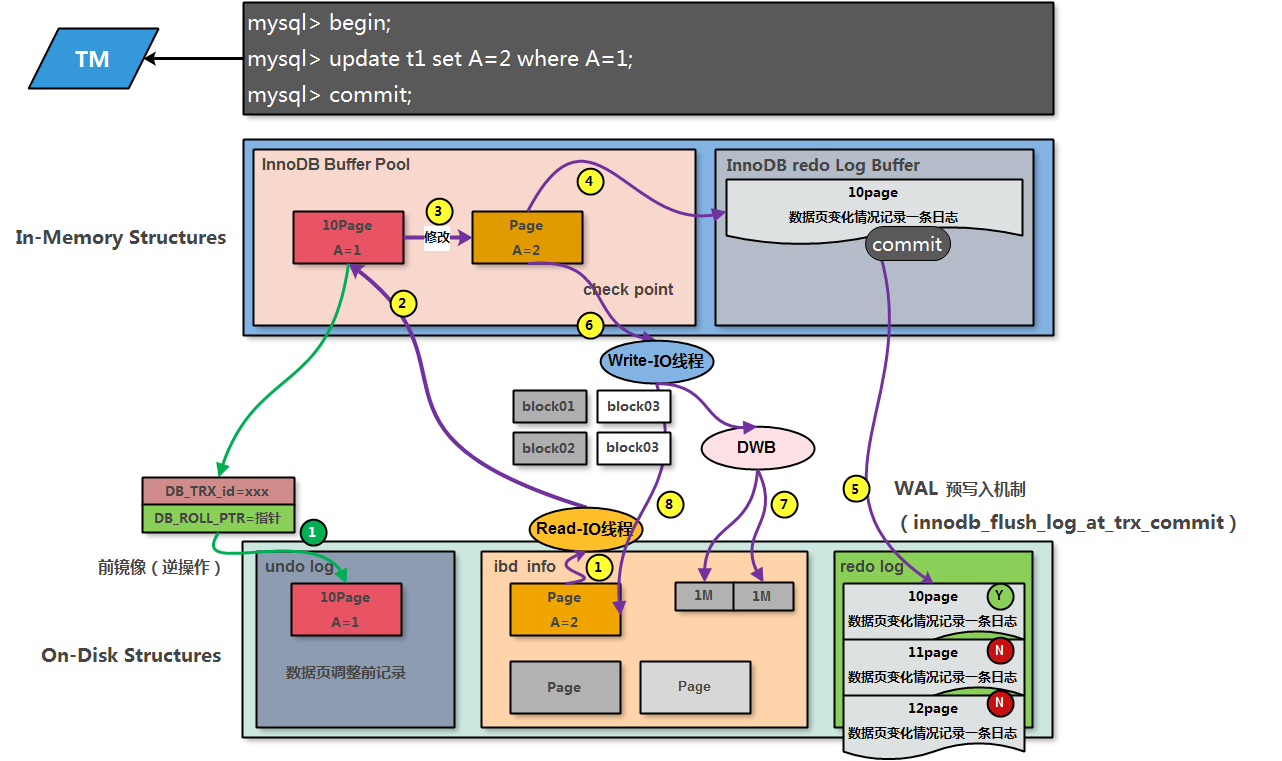 TM
mysql> begin;
mysql> update t1 set A=2 where A=1;
mysql> commit;
In-Memory Structures
InnoDB Buffer Pool
10Page
A=1
3
修改
Page
A=2
4
check point
2
6
InnoDB redo Log Buffer
10page
数据页变化情况记录一条日志
commit
Write-IO线程
block01
block03
block02
block03
DWB
8
7
5
WAL 预写入机制
（innodb_flush_log_at_trx_commit）
DB_TRX_id=xxx
DB_ROLL_PTR=指针
1
前镜像（逆操作）
Read-IO线程
1
On-Disk Structures
undo log
10Page
A=1
数据页调整前记录
ibd info
Page
A=2
1M
1M
Page
Page
redo log
10page
Y
数据页变化情况记录一条日志
11page
N
数据页变化情况记录一条日志
12page
N
数据页变化情况记录一条日志